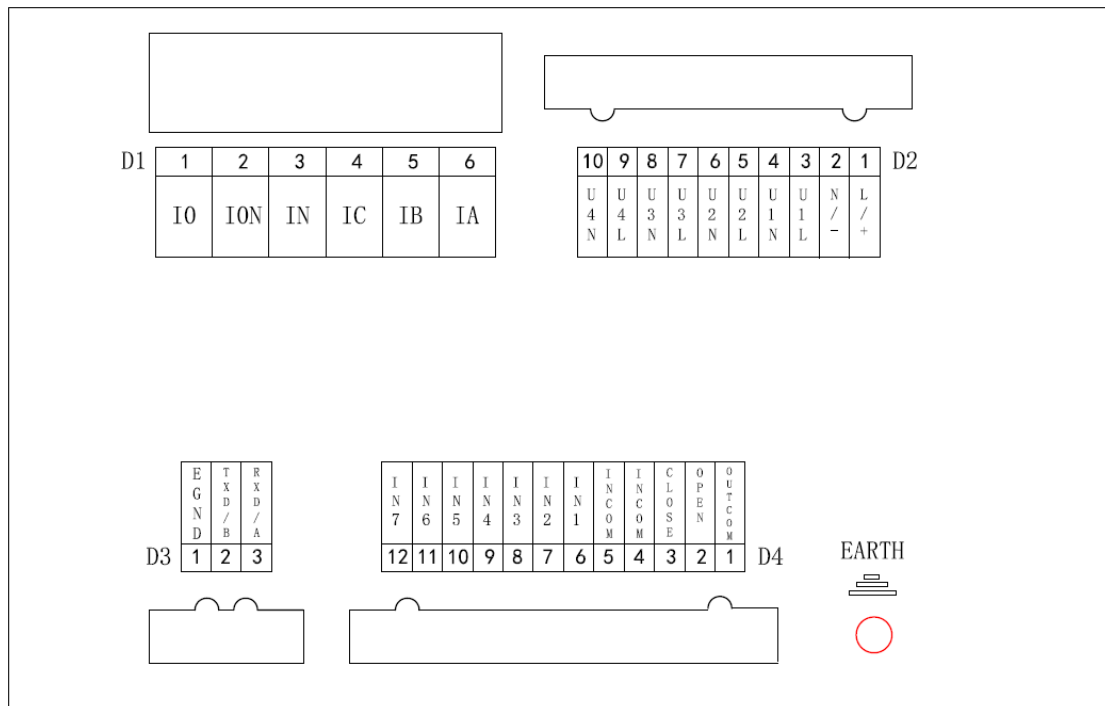 D1 1 2 3 4 5 6
I0 I0N IN IC IB IA
10 9 8 7 6 5 4 3 2 1 D2
U4N U4L U3N U3L U2N U2L U1N U1L N/- L/+
EGND TXD/B RXD/A
D3 1 2 3
IN7 IN6 IN5 IN4 IN3 IN2 IN1 INCOM INCOM CLOSE OPEN OUTCOM
12 11 10 9 8 7 6 5 4 3 2 1 D4
EARTH